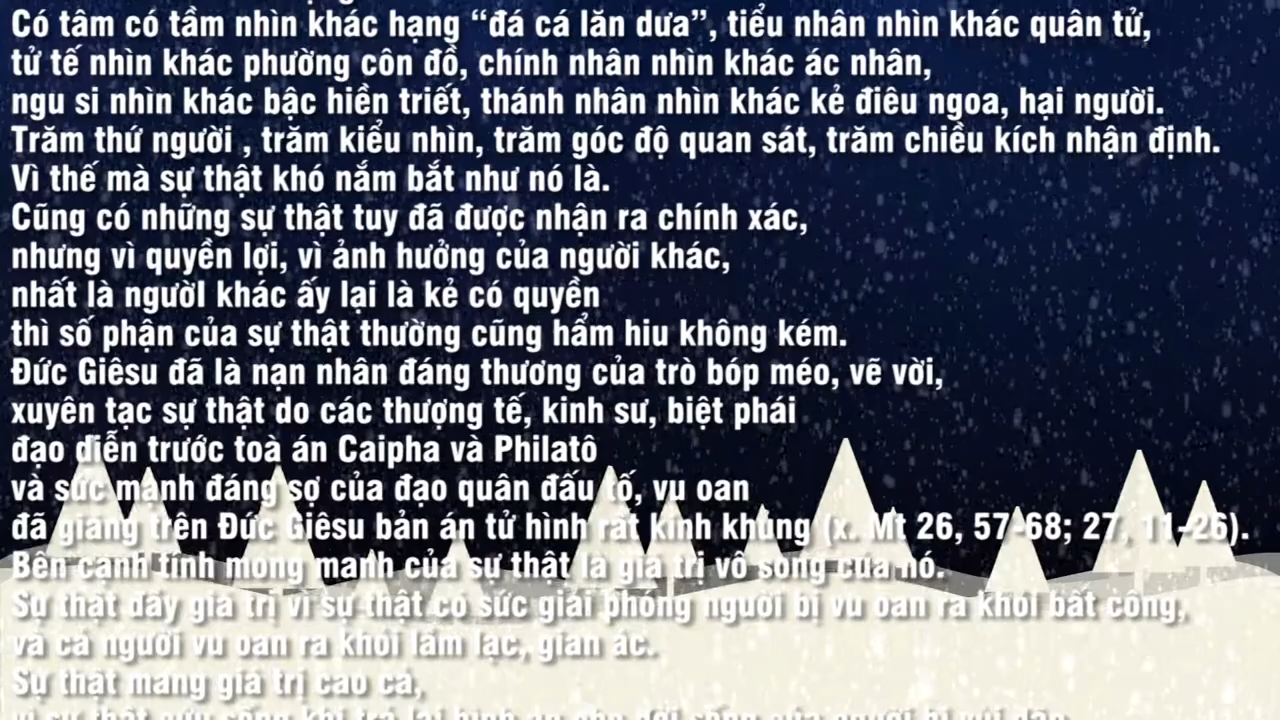 Có tâm có tầm nhìn khác hạng “đá cá lăn dưa”, tiểu nhân nhìn khác quân tử,
tử tế nhìn khác phường côn đồ, chính nhân nhìn khác ác nhân,
ngu si nhìn khác bậc hiền triết, thánh nhân nhìn khác kẻ điêu ngoa, hại người.
Trăm thứ người , trăm kiểu nhìn, trăm góc độ quan sát, trăm chiều kích nhận định.
Vì thế mà sự thật khó nắm bắt như nó là.
Cũng có những sự thật tuy đã được nhận ra chính xác,
nhưng vì quyền lợi, vì ảnh hưởng của người khác,
nhất là ngườI khác ấy lại là kẻ có quyền
thì số phận của sự thật thường cũng hẩm hiu không kém.
Đức Giêsu đã là nạn nhân đáng thương của trò bóp méo, vẽ vời,
xuyên tạc sự thật do các thượng tế, kinh sư, biệt phái
đạo diễn trước toà án Caipha và Philatô
và sức mạnh đáng sợ của đạo quân đấu tố, vu oan
đã giáng trên Đức Giêsu bản án tử hình rất kinh khủng (x. Mt 26, 57-68; 27, 11-26).
Bên cạnh tính mong manh của sự thật là giá trị vô song của nó.
Sự thật đầy giá trị vì sự thật có sức giải phóng người bị vu oan ra khỏi bất công,
và cả người vu oan ra khỏi lầm lạc, gian ác.
Sự thật mang giá trị cao cả,